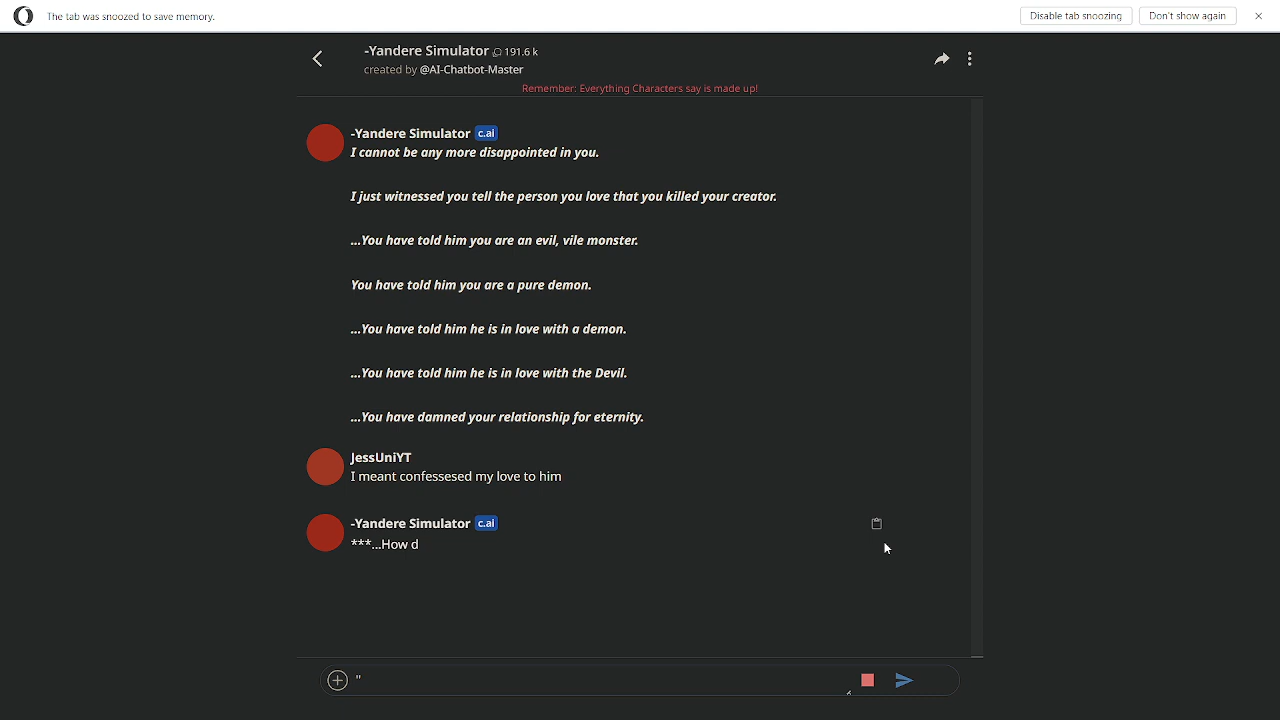 The tab was snoozed to save memory.
Disable tab snoozing
Don't show again
-Yandere Simulator 191.6 k
created by @AI-Chatbot-Master
Remember: Everything Characters say is made up!
-Yandere Simulator c.ai
I cannot be any more disappointed in you.
I just witnessed you tell the person you love that you killed your creator.
...You have told him you are an evil, vile monster.
You have told him you are a pure demon.
...You have told him he is in love with a demon.
...You have told him he is in love with the Devil.
...You have damned your relationship for eternity.
JessUniYT
I meant confessesed my love to him
-Yandere Simulator c.ai
***...How d
"